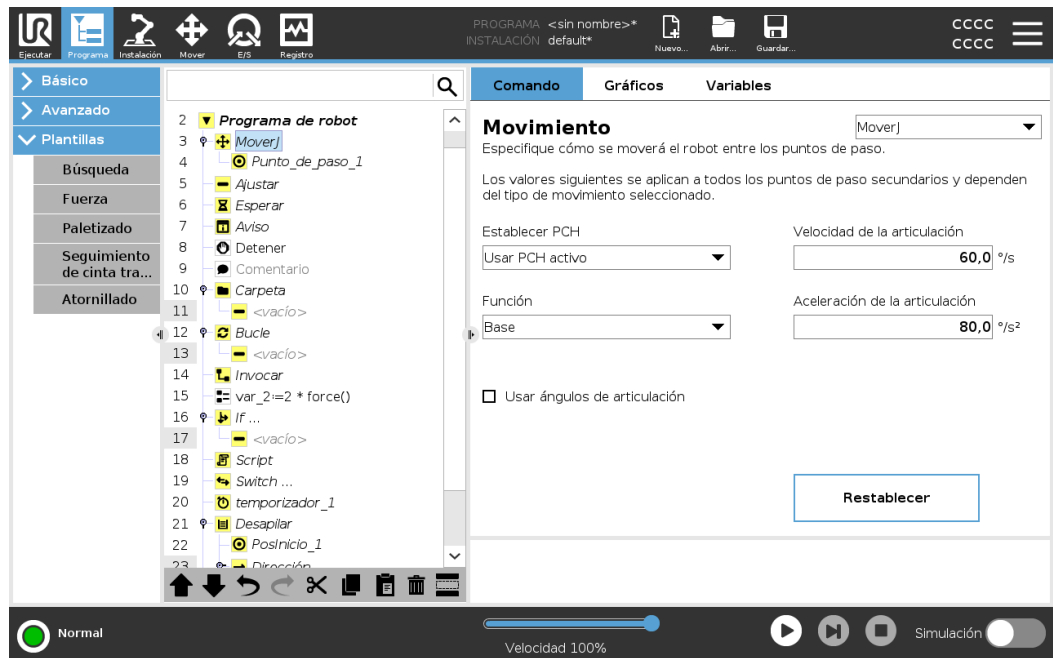 PROGRAMA <sin nombre>*
INSTALACIÓN default*
Ejecutar
Programa
Instalación
Mover
E/S
Registro
Nuevo...
Abrir...
Guardar...
CCCC
CCCC
Básico
Avanzado
Plantillas
Búsqueda
Fuerza
Paletizado
Seguimiento
de cinta tra...
Atornillado
2 Programa de robot
3 MoverJ
4 Punto_de_paso_1
5 Ajustar
6 Esperar
7 Aviso
8 Detener
9 Comentario
10 Carpeta
11 <vacío>
12 Bucle
13 <vacío>
14 Invocar
15 var_2≔2 * force()
16 If ...
17 <vacío>
18 Script
19 Switch ...
20 temporizador_1
21 Desapilar
22 PosInicio_1
23 Dirección
Comando
Gráficos
Variables
Movimiento
MoverJ
Especifique cómo se moverá el robot entre los puntos de paso.
Los valores siguientes se aplican a todos los puntos de paso secundarios y dependen
del tipo de movimiento seleccionado.
Establecer PCH
Velocidad de la articulación
Usar PCH activo
60,0 °/s
Función
Aceleración de la articulación
Base
80,0 °/s²
Usar ángulos de articulación
Restablecer
Normal
Velocidad 100%
Simulación